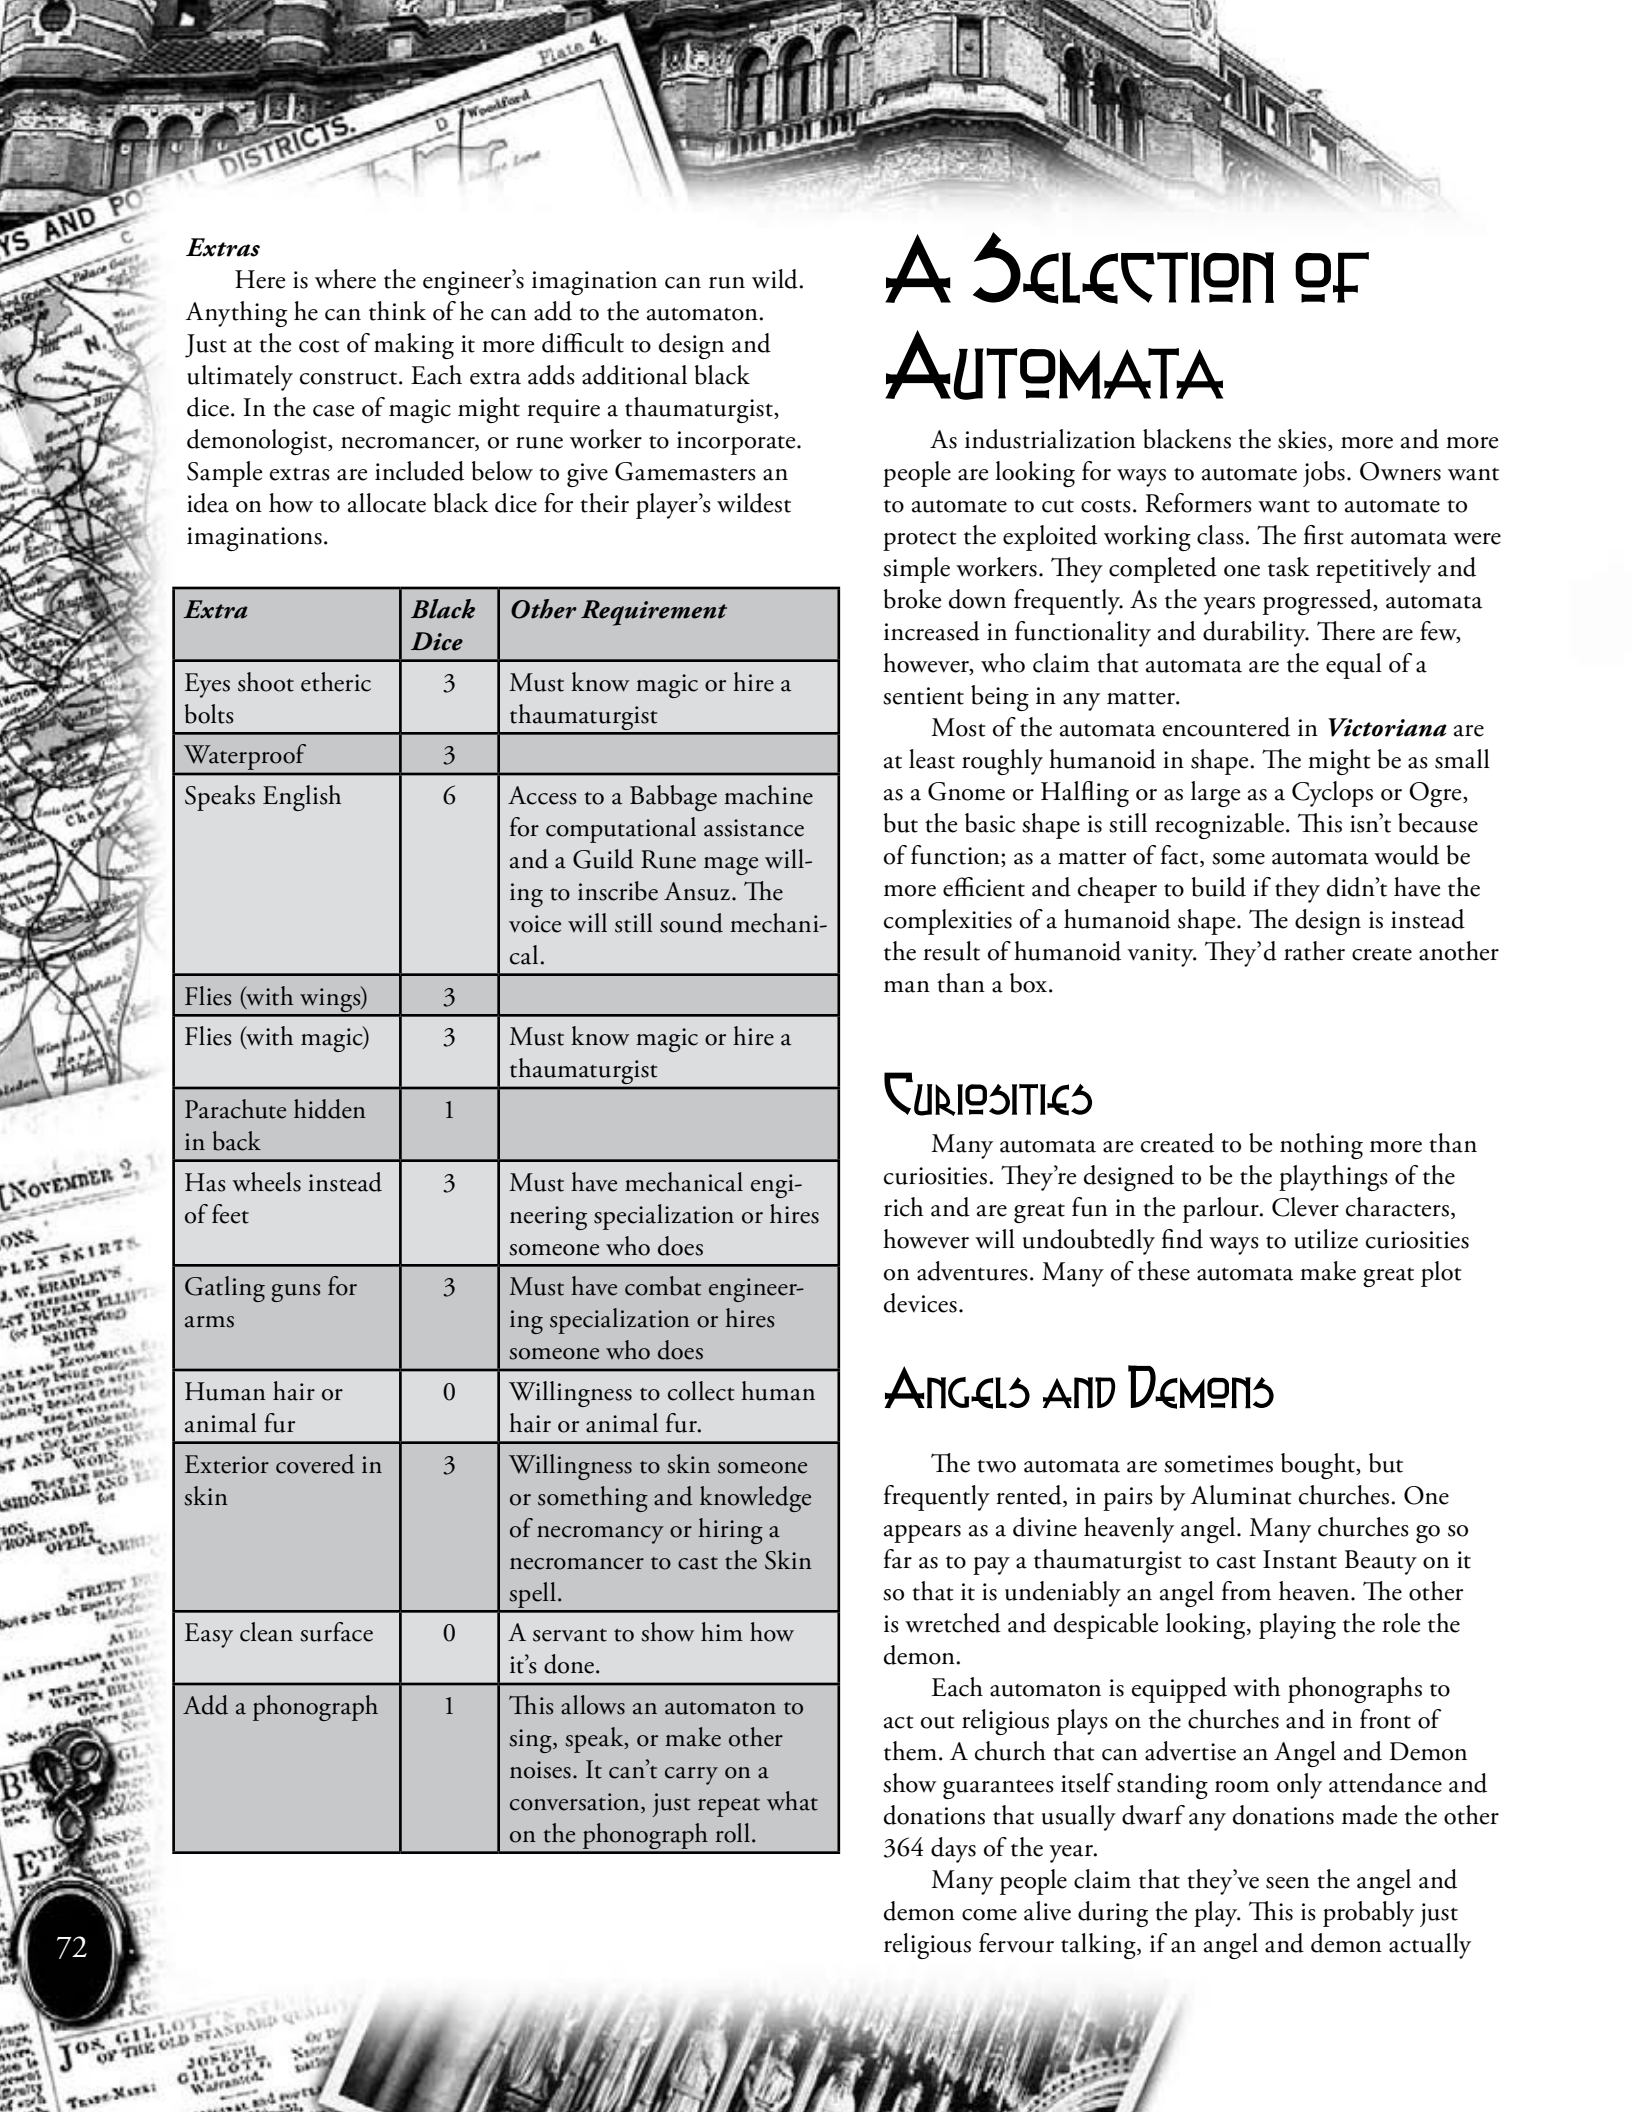 Plate 4.
D
Woodford
DISTRICTS.
YS AND PO
C
N.
[NOVEMBER 2, 1
Extras
Here is where the engineer's imagination can run wild.
Anything he can think of he can add to the automaton.
Just at the cost of making it more difficult to design and
ultimately construct. Each extra adds additional black
dice. In the case of magic might require a thaumaturgist,
demonologist, necromancer, or rune worker to incorporate.
Sample extras are included below to give Gamemasters an
idea on how to allocate black dice for their player's wildest
imaginations.
Extra Black Other Requirement
Dice
Eyes shoot etheric 3 Must know magic or hire a
bolts thaumaturgist
Waterproof 3
Speaks English 6 Access to a Babbage machine
for computational assistance
and a Guild Rune mage will-
ing to inscribe Ansuz. The
voice will still sound mechani-
cal.
Flies (with wings) 3
Flies (with magic) 3 Must know magic or hire a
thaumaturgist
Parachute hidden 1
in back
Has wheels instead 3 Must have mechanical engi-
of feet neering specialization or hires
someone who does
Gatling guns for 3 Must have combat engineer-
arms ing specialization or hires
someone who does
Human hair or 0 Willingness to collect human
animal fur hair or animal fur.
Exterior covered in 3 Willingness to skin someone
skin or something and knowledge
of necromancy or hiring a
necromancer to cast the Skin
spell.
Easy clean surface 0 A servant to show him how
it's done.
Add a phonograph 1 This allows an automaton to
sing, speak, or make other
noises. It can't carry on a
conversation, just repeat what
on the phonograph roll.
A Selection of
Automata
As industrialization blackens the skies, more and more
people are looking for ways to automate jobs. Owners want
to automate to cut costs. Reformers want to automate to
protect the exploited working class. The first automata were
simple workers. They completed one task repetitively and
broke down frequently. As the years progressed, automata
increased in functionality and durability. There are few,
however, who claim that automata are the equal of a
sentient being in any matter.
Most of the automata encountered in Victoriana are
at least roughly humanoid in shape. The might be as small
as a Gnome or Halfling or as large as a Cyclops or Ogre,
but the basic shape is still recognizable. This isn't because
of function; as a matter of fact, some automata would be
more efficient and cheaper to build if they didn't have the
complexities of a humanoid shape. The design is instead
the result of humanoid vanity. They'd rather create another
man than a box.
Curiosities
Many automata are created to be nothing more than
curiosities. They're designed to be the playthings of the
rich and are great fun in the parlour. Clever characters,
however will undoubtedly find ways to utilize curiosities
on adventures. Many of these automata make great plot
devices.
Angels and Demons
The two automata are sometimes bought, but
frequently rented, in pairs by Aluminat churches. One
appears as a divine heavenly angel. Many churches go so
far as to pay a thaumaturgist to cast Instant Beauty on it
so that it is undeniably an angel from heaven. The other
is wretched and despicable looking, playing the role the
demon.
Each automaton is equipped with phonographs to
act out religious plays on the churches and in front of
them. A church that can advertise an Angel and Demon
show guarantees itself standing room only attendance and
donations that usually dwarf any donations made the other
364 days of the year.
Many people claim that they've seen the angel and
demon come alive during the play. This is probably just
religious fervour talking, if an angel and demon actually
72
JOS. GILLOTT'S
OF THE OLD STANDARD QUALITY
JOSEPH
GILLOTT,
Warranted.
TRADE MARK: